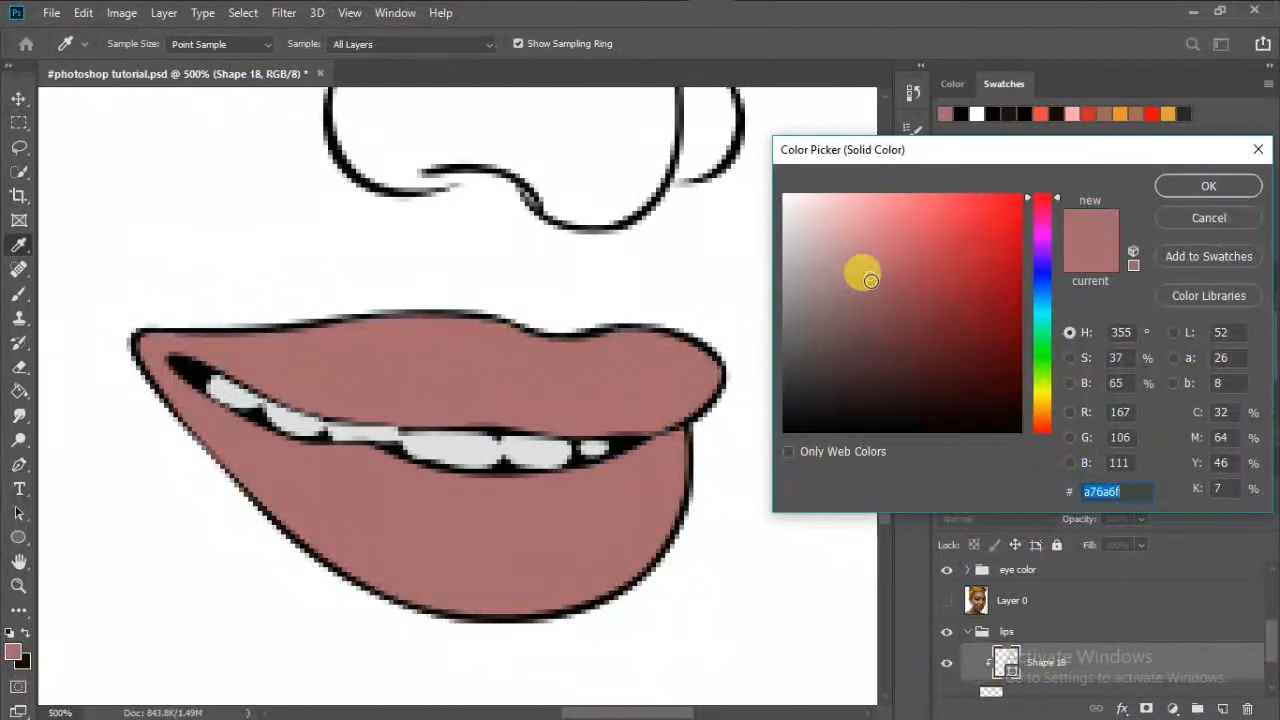 Ps File Edit Image Layer Type Select Filter 3D View Window Help
Sample Size: Point Sample Sample: All Layers Show Sampling Ring
#photoshop tutorial.psd @ 500% (Shape 18, RGB/8) *
Color Swatches
Color Picker (Solid Color)
OK
new
Cancel
Add to Swatches
current
Color Libraries
H: 355 ° L: 52
S: 37 % a: 26
B: 65 % b: 8
R: 167 C: 32 %
G: 106 M: 64 %
Only Web Colors
B: 111 Y: 46 %
# a76a6f K: 7 %
Normal Opacity: 100%
Lock: Fill: 100%
eye color
Layer 0
lips
Shape 18
Activate Windows
Go to Settings to activate Windows.
500% Doc: 843.8K/1.49M